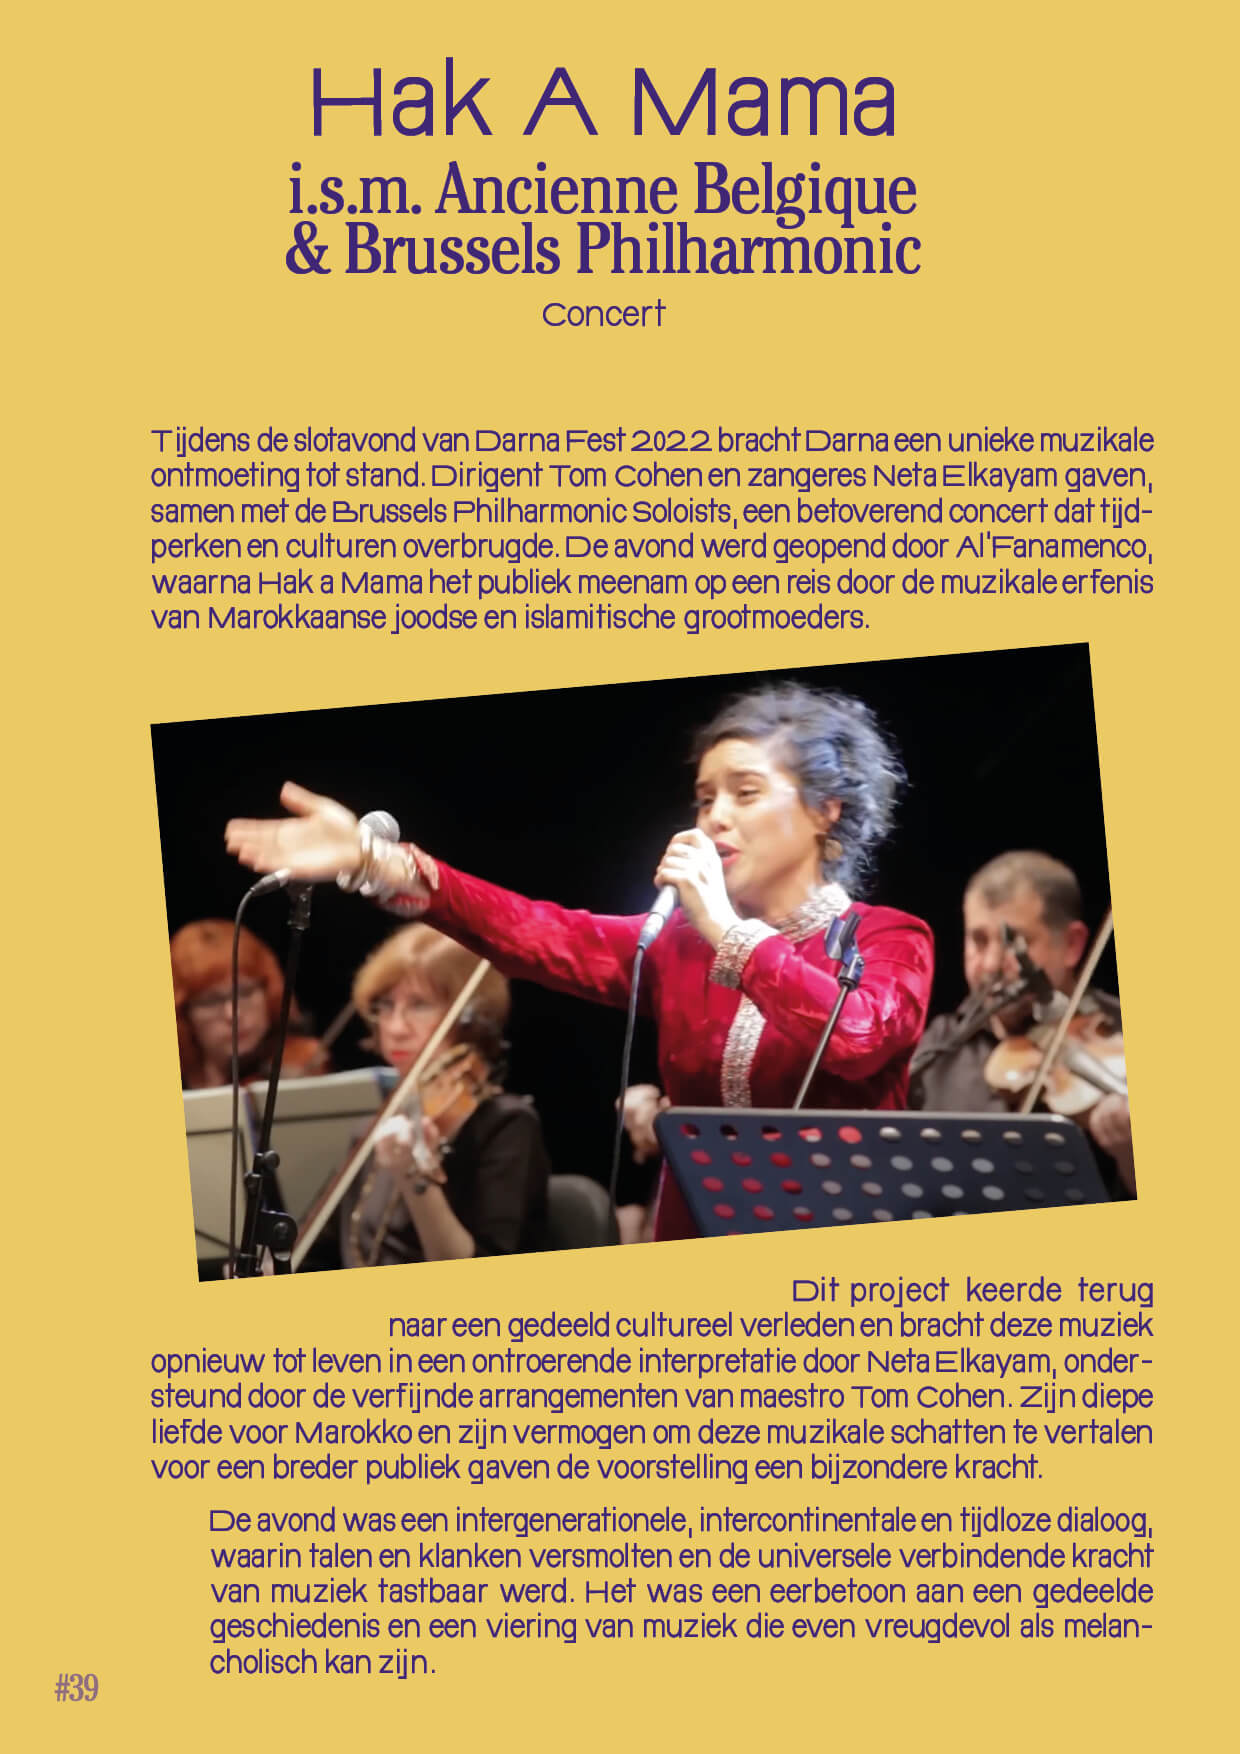 Hak A Mama
i.s.m. Ancienne Belgique
& Brussels Philharmonic
Concert
Tijdens de slotavond van Darna Fest 2022 bracht Darna een unieke muzikale
ontmoeting tot stand. Dirigent Tom Cohen en zangeres Neta Elkayam gaven,
samen met de Brussels Philharmonic Soloists, een betoverend concert dat tijd-
perken en culturen overbrugde. De avond werd geopend door Al'Fanamenco,
waarna Hak a Mama het publiek meenam op een reis door de muzikale erfenis
van Marokkaanse joodse en islamitische grootmoeders.
Dit project keerde terug
naar een gedeeld cultureel verleden en bracht deze muziek
opnieuw tot leven in een ontroerende interpretatie door Neta Elkayam, onder-
steund door de verfijnde arrangementen van maestro Tom Cohen. Zijn diepe
liefde voor Marokko en zijn vermogen om deze muzikale schatten te vertalen
voor een breder publiek gaven de voorstelling een bijzondere kracht.
De avond was een intergenerationele, intercontinentale en tijdloze dialoog,
waarin talen en klanken versmolten en de universele verbindende kracht
van muziek tastbaar werd. Het was een eerbetoon aan een gedeelde
geschiedenis en een viering van muziek die even vreugdevol als melan-
cholisch kan zijn.
#39